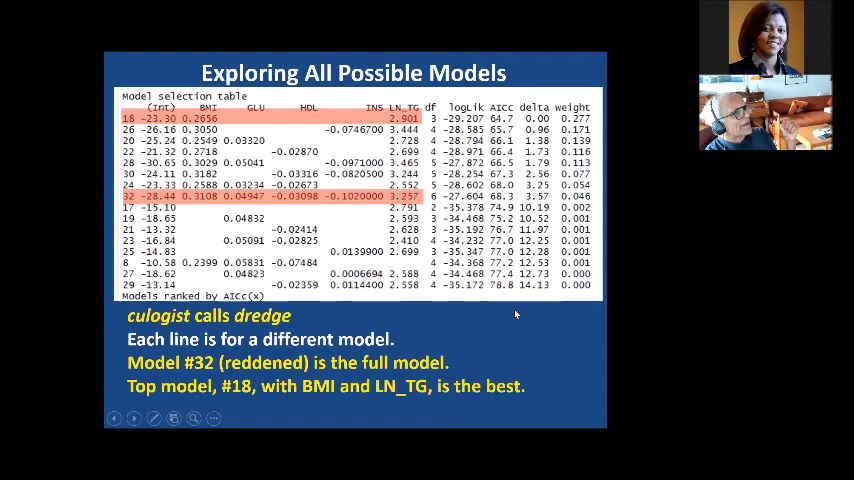 Exploring All Possible Models
Model selection table
(Int) BMI GLU HDL INS LN_TG df logLik AICc delta weight
18 -23.30 0.2656 2.901 3 -29.207 64.7 0.00 0.277
26 -26.16 0.3050 -0.0746700 3.444 4 -28.585 65.7 0.96 0.171
20 -25.24 0.2549 0.03320 2.728 4 -28.794 66.1 1.38 0.139
22 -21.32 0.2718 -0.02870 2.699 4 -28.971 66.4 1.73 0.116
28 -30.65 0.3029 0.05041 -0.0971000 3.465 5 -27.872 66.5 1.79 0.113
30 -24.11 0.3182 -0.03316 -0.0820500 3.244 5 -28.254 67.3 2.56 0.077
24 -23.33 0.2588 0.03234 -0.02673 2.552 5 -28.602 68.0 3.25 0.054
32 -28.44 0.3108 0.04947 -0.03098 -0.1020000 3.257 6 -27.604 68.3 3.57 0.046
17 -15.10 2.791 2 -35.378 74.9 10.19 0.002
19 -18.65 0.04832 2.593 3 -34.468 75.2 10.52 0.001
21 -13.32 -0.02414 2.628 3 -35.192 76.7 11.97 0.001
23 -16.84 0.05091 -0.02825 2.410 4 -34.232 77.0 12.25 0.001
25 -14.83 0.0139900 2.699 3 -35.347 77.0 12.28 0.001
8 -10.58 0.2399 0.05831 -0.07484 4 -34.368 77.2 12.53 0.001
27 -18.62 0.04823 0.0006694 2.588 4 -34.468 77.4 12.73 0.000
29 -13.14 -0.02359 0.0114400 2.558 4 -35.172 78.8 14.13 0.000
Models ranked by AICc(x)
culogist calls dredge
Each line is for a different model.
Model #32 (reddened) is the full model.
Top model, #18, with BMI and LN_TG, is the best.